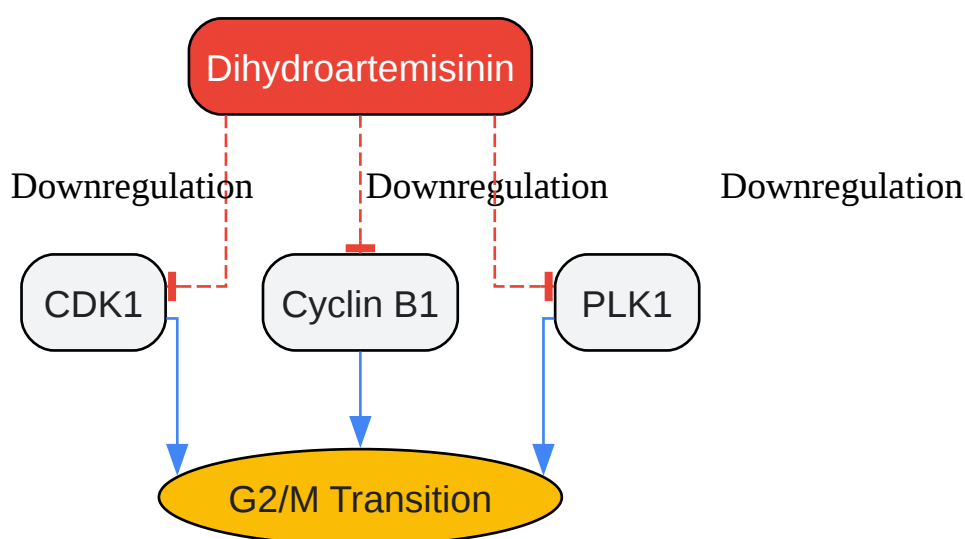 Dihydroartemisinin
Downregulation Downregulation Downregulation
CDK1 Cyclin B1 PLK1
G2/M Transition